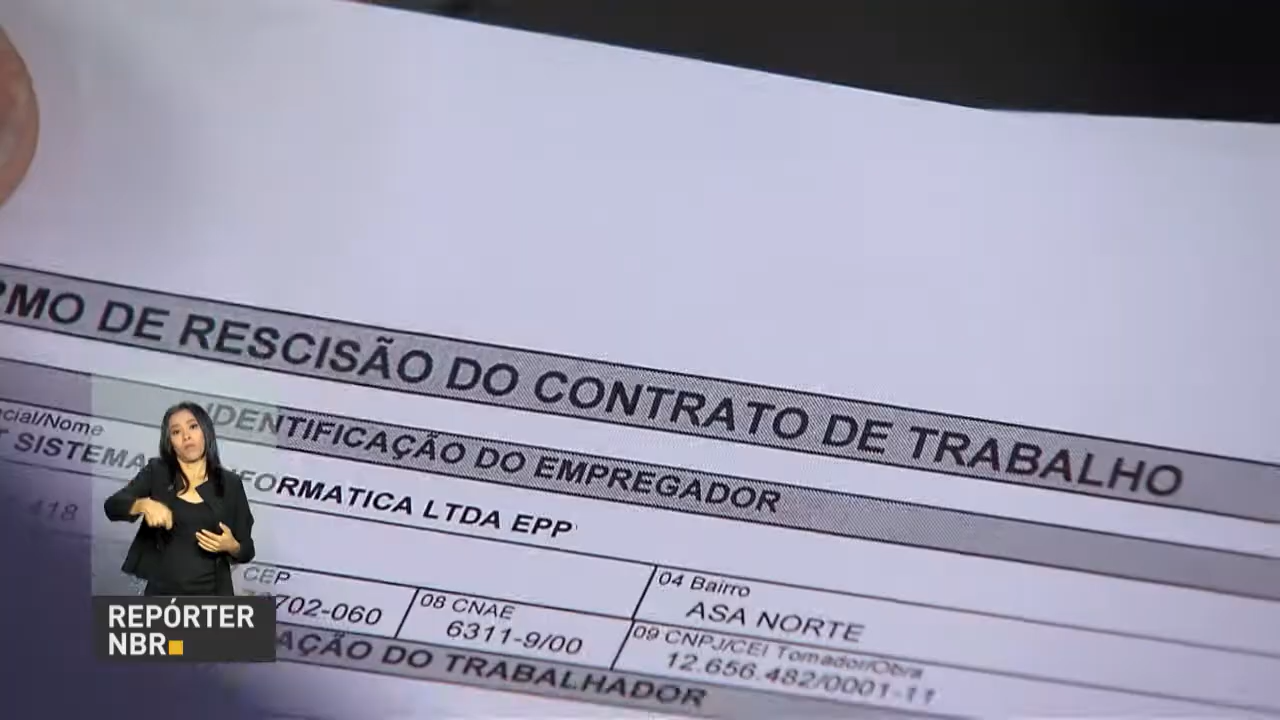 RMO DE RESCISÃO DO CONTRATO DE TRABALHO
IDENTIFICAÇÃO DO EMPREGADOR
cial/Nome
T SISTEMA FORMATICA LTDA EPP
418
CEP
702-060
08 CNAE
6311-9/00
04 Bairro
ASA NORTE
09 CNPJ/CEI Tomador/Obra
12.656.482/0001-11
AÇÃO DO TRABALHADOR
REPÓRTER
NBR